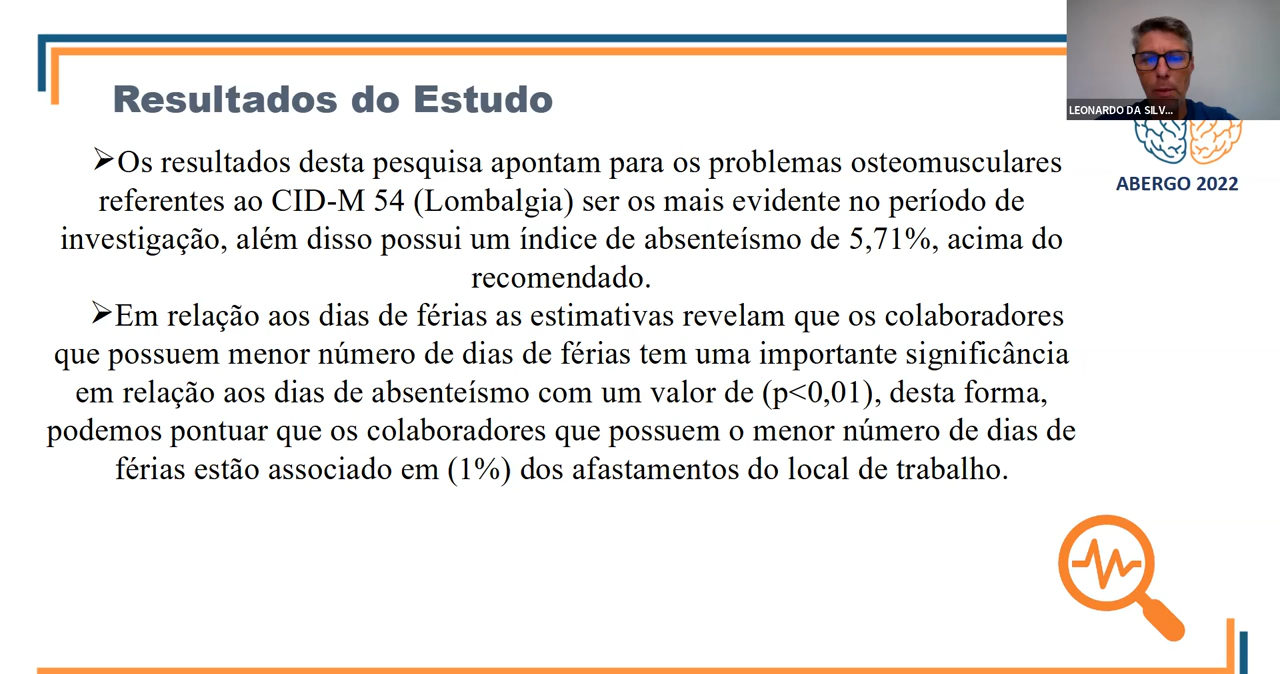 Resultados do Estudo
LEONARDO DA SILV...
ABERGO 2022
➢Os resultados desta pesquisa apontam para os problemas osteomusculares
referentes ao CID-M 54 (Lombalgia) ser os mais evidente no período de
investigação, além disso possui um índice de absenteísmo de 5,71%, acima do
recomendado.
➢Em relação aos dias de férias as estimativas revelam que os colaboradores
que possuem menor número de dias de férias tem uma importante significância
em relação aos dias de absenteísmo com um valor de (p<0,01), desta forma,
podemos pontuar que os colaboradores que possuem o menor número de dias de
férias estão associado em (1%) dos afastamentos do local de trabalho.